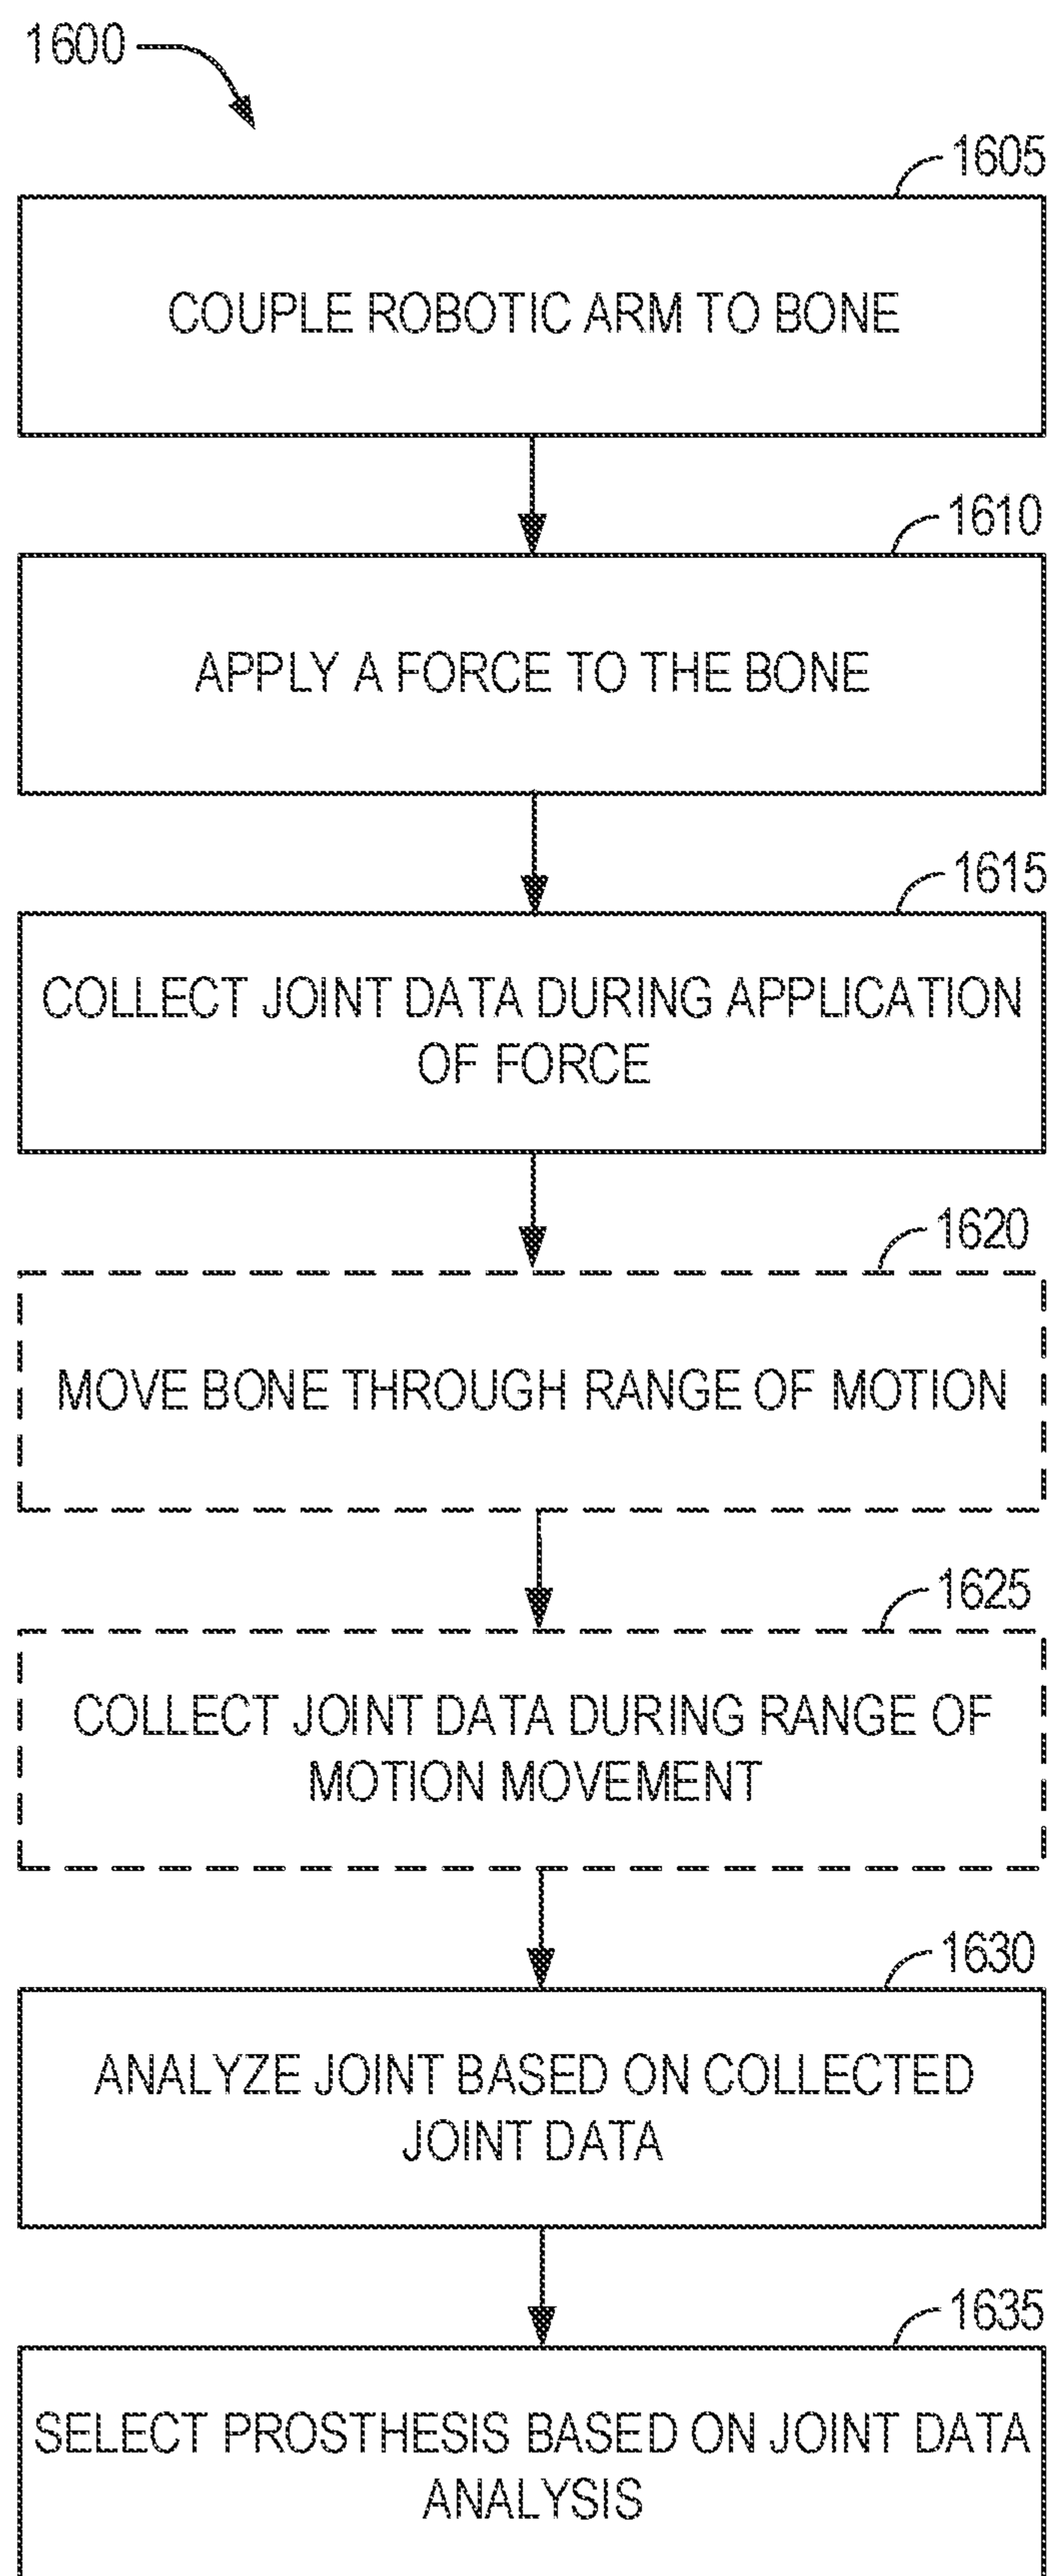 1600
1605
COUPLE ROBOTIC ARM TO BONE
1610
APPLY A FORCE TO THE BONE
1615
COLLECT JOINT DATA DURING APPLICATION
OF FORCE
1620
MOVE BONE THROUGH RANGE OF MOTION
1625
COLLECT JOINT DATA DURING RANGE OF
MOTION MOVEMENT
1630
ANALYZE JOINT BASED ON COLLECTED
JOINT DATA
1635
SELECT PROSTHESIS BASED ON JOINT DATA
ANALYSIS